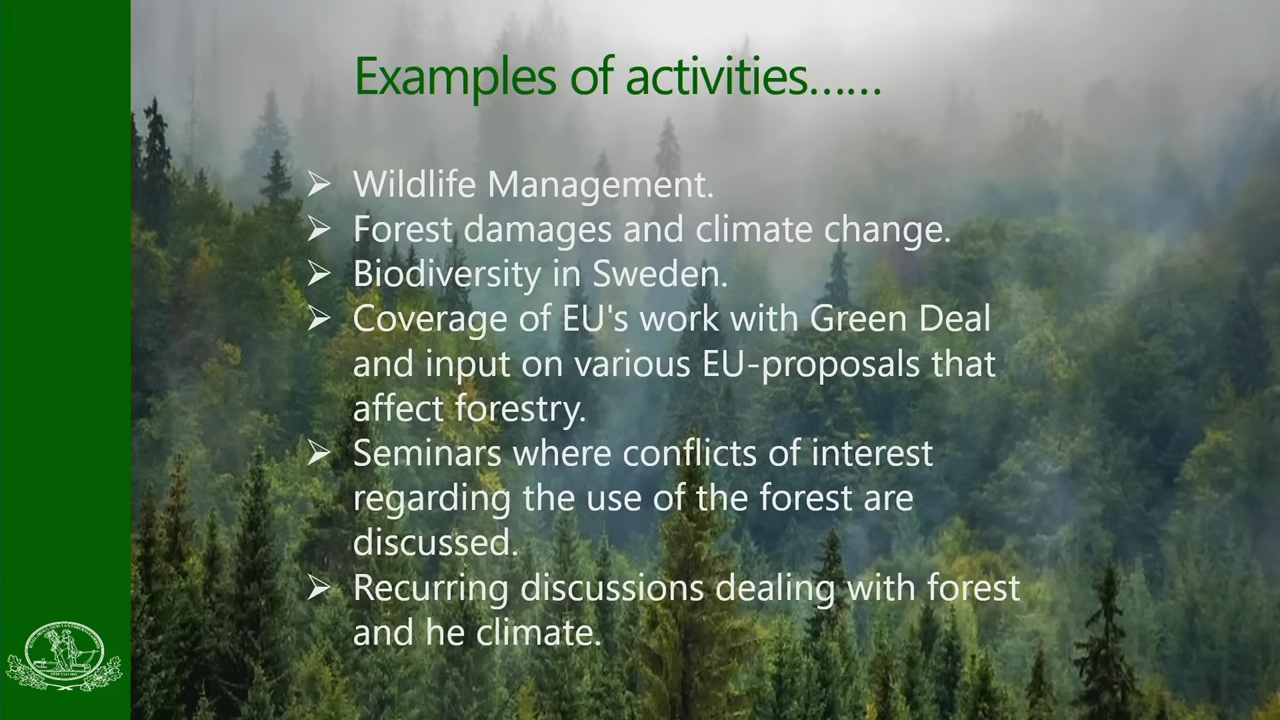 Examples of activities......
➢ Wildlife Management.
➢ Forest damages and climate change.
➢ Biodiversity in Sweden.
➢ Coverage of EU's work with Green Deal
and input on various EU-proposals that
affect forestry.
➢ Seminars where conflicts of interest
regarding the use of the forest are
discussed.
➢ Recurring discussions dealing with forest
and he climate.